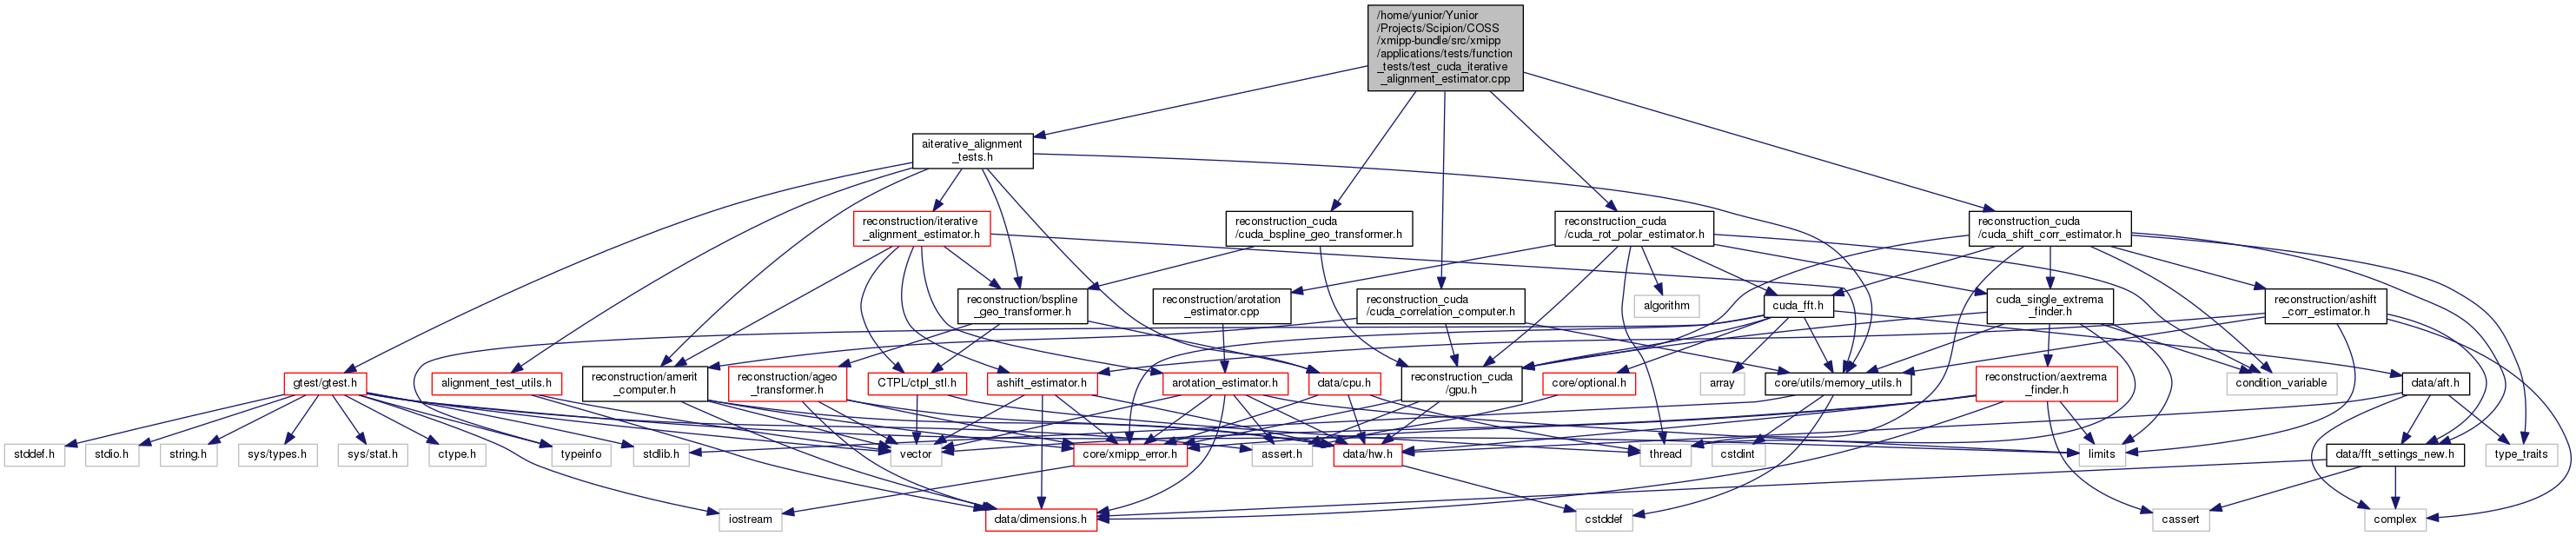 /home/yunior/Yunior
/Projects/Scipion/COSS
/xmipp-bundle/src/xmipp
/applications/tests/function
_tests/test_cuda_iterative
_alignment_estimator.cpp
aiterative_alignment
_tests.h
reconstruction/iterative
_alignment_estimator.h
reconstruction_cuda
/cuda_bspline_geo_transformer.h
reconstruction_cuda
/cuda_rot_polar_estimator.h
reconstruction_cuda
/cuda_shift_corr_estimator.h
reconstruction/bspline
_geo_transformer.h
reconstruction/arotation
_estimator.cpp
reconstruction_cuda
/cuda_correlation_computer.h
algorithm
cuda_fft.h
cuda_single_extrema
_finder.h
reconstruction/ashift
_corr_estimator.h
gtest/gtest.h
alignment_test_utils.h
reconstruction/amerit
_computer.h
reconstruction/ageo
_transformer.h
CTPL/ctpl_stl.h
ashift_estimator.h
arotation_estimator.h
data/cpu.h
reconstruction_cuda
/gpu.h
core/optional.h
array
core/utils/memory_utils.h
reconstruction/aextrema
_finder.h
condition_variable
data/aft.h
stddef.h
stdio.h
string.h
sys/types.h
sys/stat.h
ctype.h
typeinfo
stdlib.h
vector
core/xmipp_error.h
assert.h
data/hw.h
thread
cstdint
limits
data/fft_settings_new.h
type_traits
iostream
data/dimensions.h
cstddef
cassert
complex